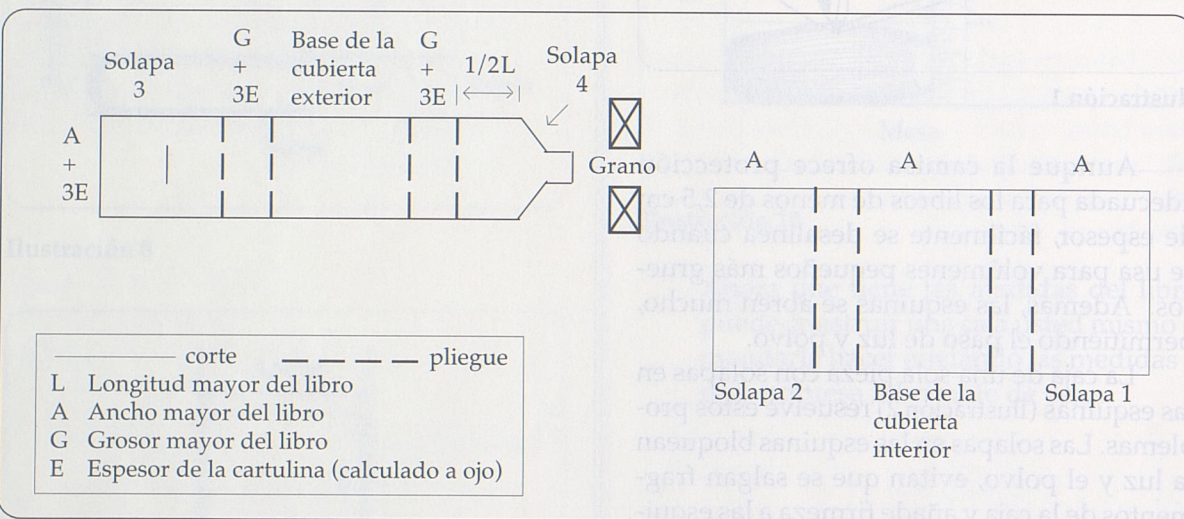 Solapa
3
G
+
3E
Base de la
cubierta
exterior
G
+
3E
1/2L
Solapa
4
A
+
3E
Grano
A A A
Solapa 2
Base de la
cubierta
interior
Solapa 1
corte pliegue
L Longitud mayor del libro
A Ancho mayor del libro
G Grosor mayor del libro
E Espesor de la cartulina (calculado a ojo)
Ilustración 1
Mesa
Aunque la camisa ofrece protección
adecuada para los libros de menos de 2,5 cm
de espesor, fácilmente se desalinea cuando
se usa para volúmenes pequeños más grue-
sos. Además, las esquinas se abren mucho,
permitiendo el paso de luz y polvo.
La caja de una sola pieza con solapas en
las esquinas (Ilustración 2) resuelve estos pro-
blemas. Las solapas en las esquinas bloquean
la luz y el polvo, evitan que se salgan frag-
mentos de la caja y añade firmeza a las esqui-
Ilustración 8